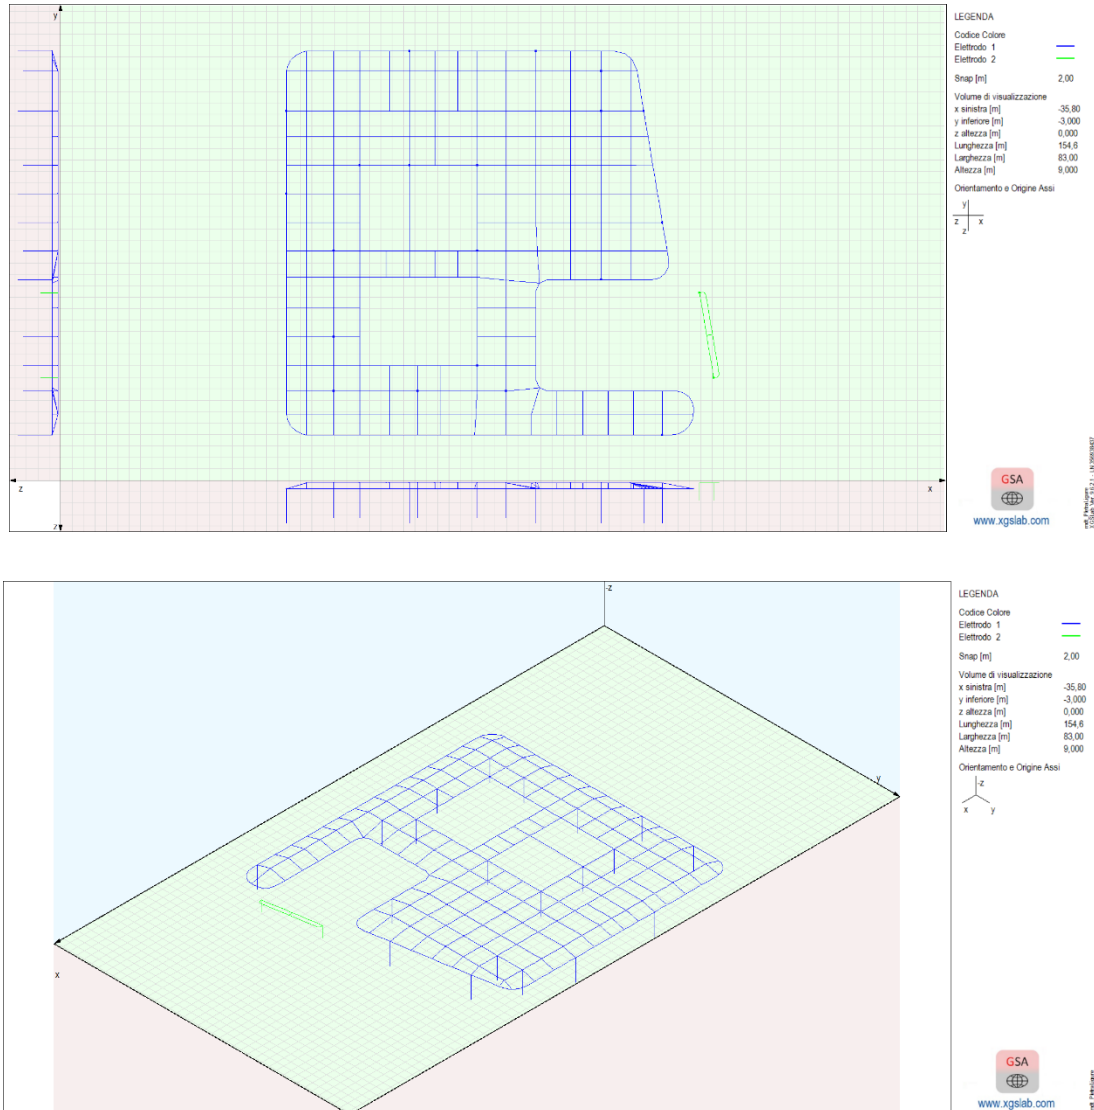 y
LEGENDA
Codice Colore
Elettrodo 1
Elettrodo 2
Snap [m] 2,00
Volume di visualizzazione
x sinistra [m] -35,80
y inferiore [m] -3,000
z altezza [m] 0,000
Lunghezza [m] 154,6
Larghezza [m] 83,00
Altezza [m] 9,000
Orientamento e Origine Assi
y
z x
z
GSA
www.xgslab.com
z x
z
-z
LEGENDA
Codice Colore
Elettrodo 1
Elettrodo 2
Snap [m] 2,00
Volume di visualizzazione
x sinistra [m] -35,80
y inferiore [m] -3,000
z altezza [m] 0,000
Lunghezza [m] 154,6
Larghezza [m] 83,00
Altezza [m] 9,000
Orientamento e Origine Assi
-z
x y
y
x
GSA
www.xgslab.com